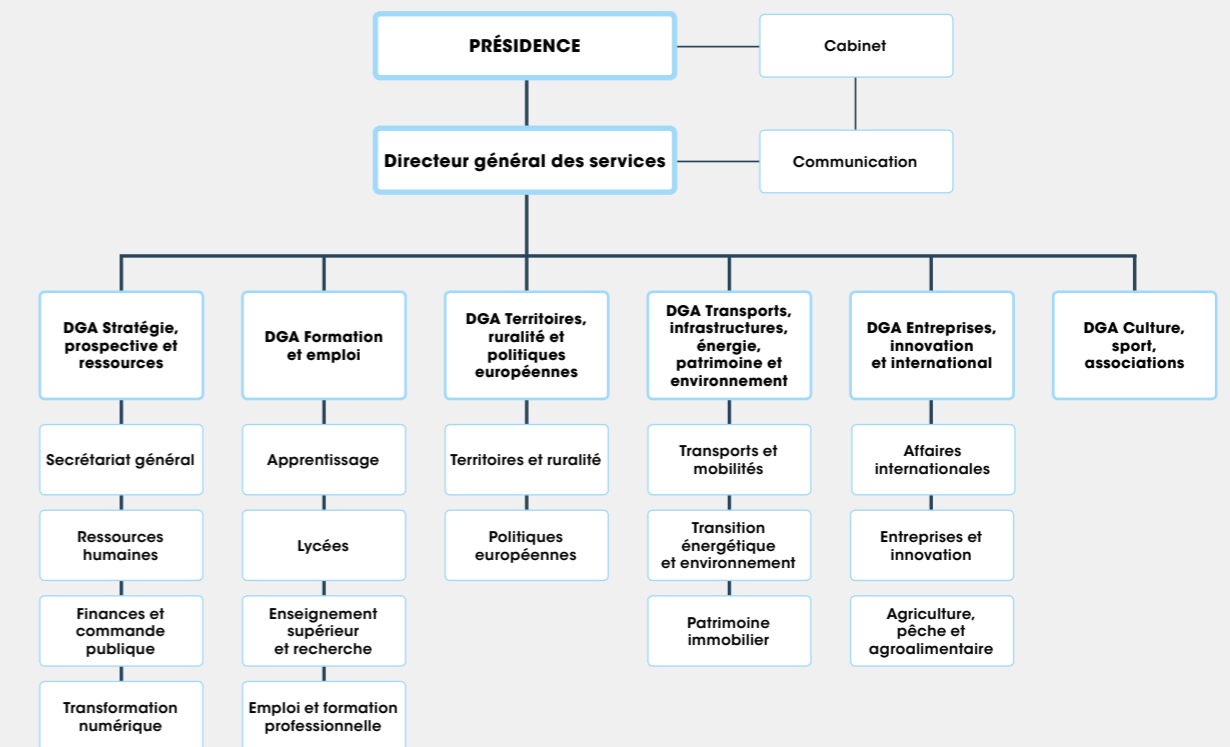 PRÉSIDENCE
Cabinet
Directeur général des services
Communication
DGA Stratégie,
prospective et
ressources
DGA Formation
et emploi
DGA Territoires,
ruralité et
politiques
européennes
DGA Transports,
infrastructures,
énergie,
patrimoine et
environnement
DGA Entreprises,
innovation
et international
DGA Culture,
sport,
associations
Secrétariat général
Apprentissage
Territoires et ruralité
Transports et
mobilités
Affaires
internationales
Ressources
humaines
Lycées
Politiques
européennes
Transition
énergétique
et environnement
Entreprises et
innovation
Finances et
commande
publique
Enseignement
supérieur
et recherche
Patrimoine
immobilier
Agriculture,
pêche et
agroalimentaire
Transformation
numérique
Emploi et formation
professionnelle